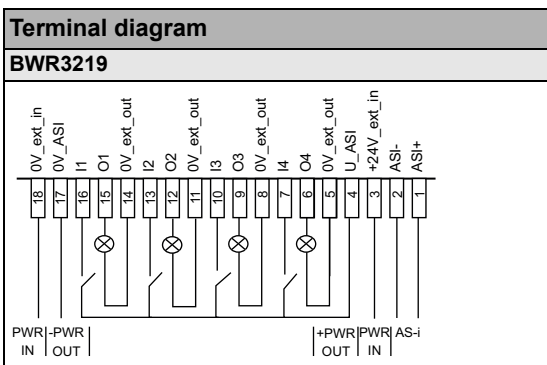 Terminal diagram
BWR3219
0V_ext_in
0V_ASI
I1
O1
0V_ext_out
I2
O2
0V_ext_out
I3
O3
0V_ext_out
I4
O4
0V_ext_out
U_ASI
+24V_ext_in
ASI-
ASI+
18 17 16 15 14 13 12 11 10 9 8 7 6 5 4 3 2 1
PWR -PWR +PWR PWR AS-i
IN OUT OUT IN